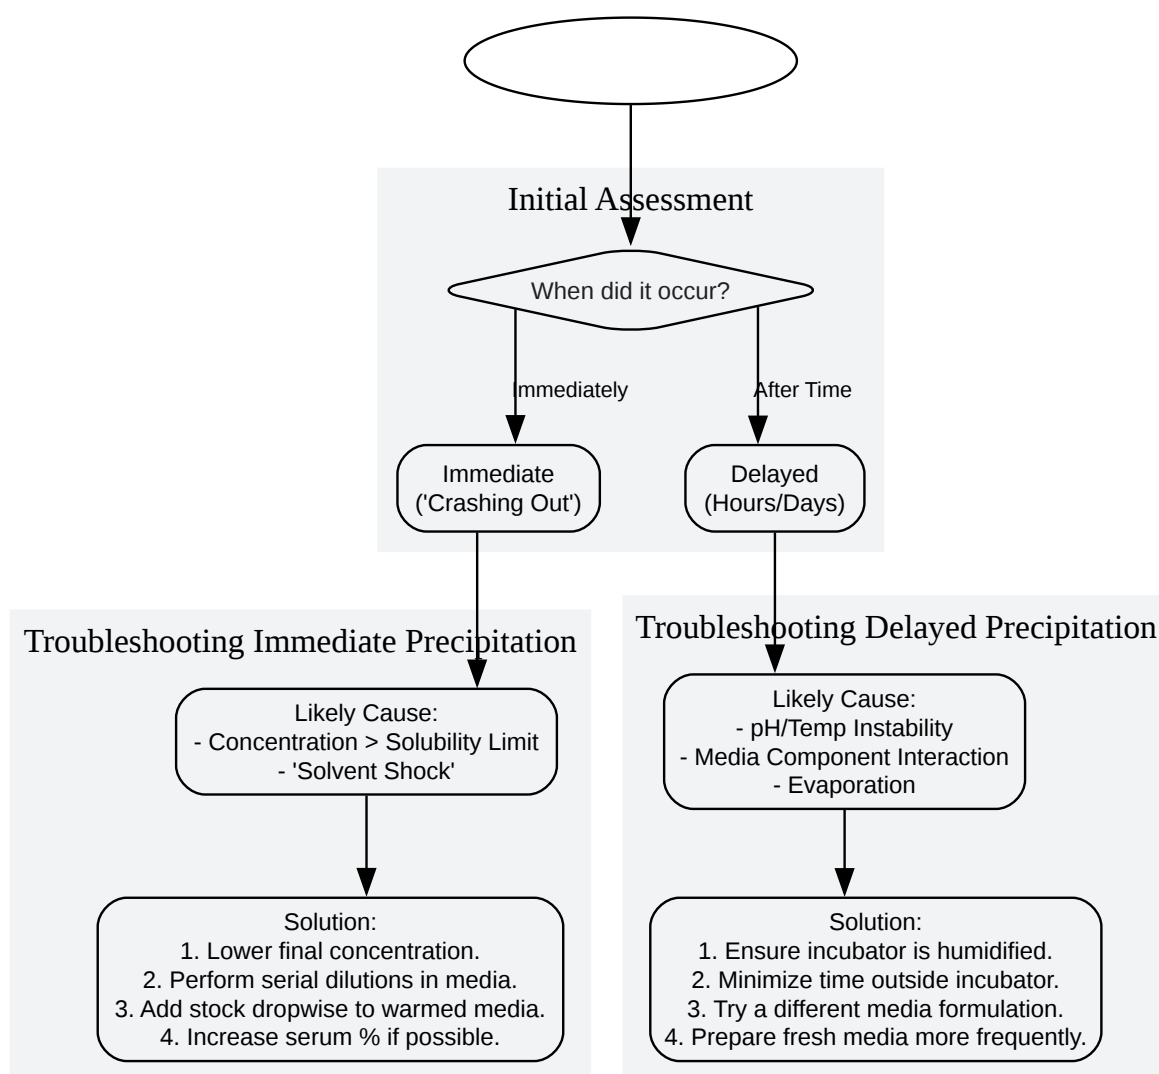 Initial Assessment
When did it occur?
Immediately
After Time
Immediate
('Crashing Out')
Delayed
(Hours/Days)
Troubleshooting Immediate Precipitation
Likely Cause:
- Concentration > Solubility Limit
- 'Solvent Shock'
Solution:
1. Lower final concentration.
2. Perform serial dilutions in media.
3. Add stock dropwise to warmed media.
4. Increase serum % if possible.
Troubleshooting Delayed Precipitation
Likely Cause:
- pH/Temp Instability
- Media Component Interaction
- Evaporation
Solution:
1. Ensure incubator is humidified.
2. Minimize time outside incubator.
3. Try a different media formulation.
4. Prepare fresh media more frequently.